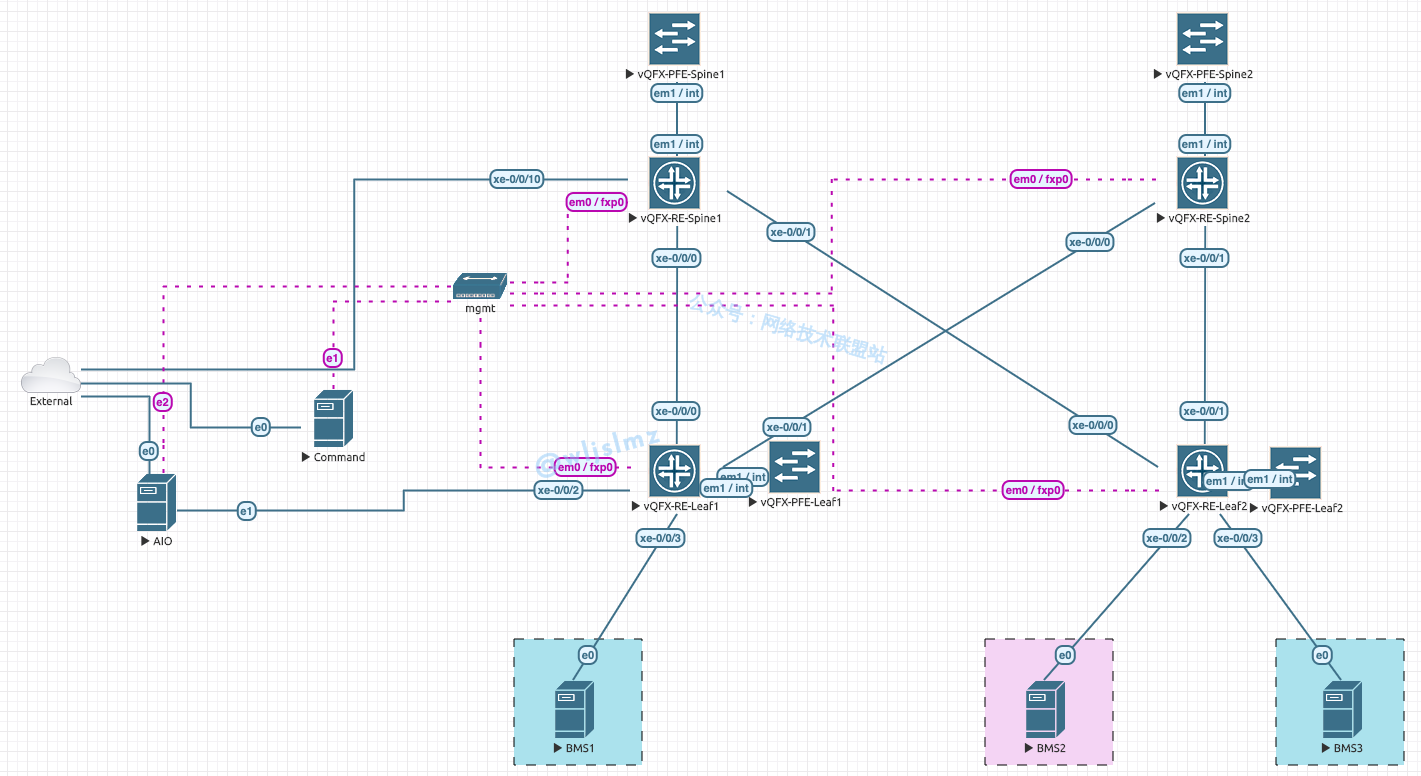 vQFX-PFE-Spine1
vQFX-PFE-Spine2
em1 / int
em1 / int
em1 / int
em1 / int
xe-0/0/10
em0 / fxp0
em0 / fxp0
vQFX-RE-Spine1
vQFX-RE-Spine2
xe-0/0/1
xe-0/0/0
xe-0/0/0
xe-0/0/1
mgmt
公众号：网络技术联盟站
e1
External
e2
xe-0/0/0
xe-0/0/1
e0
xe-0/0/1
xe-0/0/0
@wljslmz
e0
Command
em0 / fxp0
em1 / int
em1 / int
em1 / int
em1 / int
xe-0/0/2
em0 / fxp0
vQFX-RE-Leaf1
vQFX-PFE-Leaf1
vQFX-RE-Leaf2
vQFX-PFE-Leaf2
e1
AIO
xe-0/0/3
xe-0/0/2
xe-0/0/3
e0
e0
e0
BMS1
BMS2
BMS3